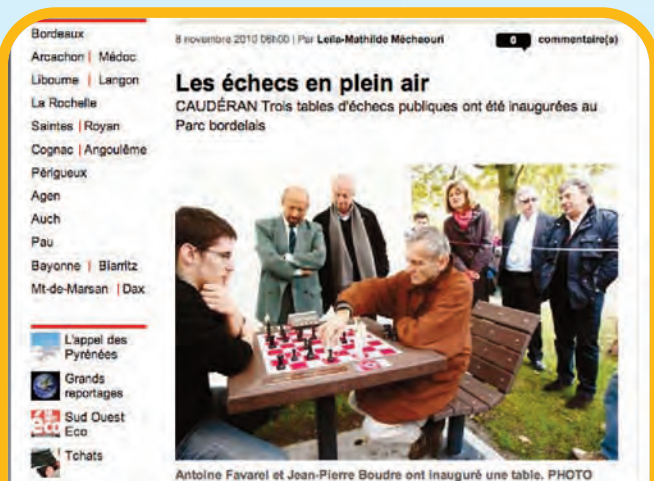 Bordeaux
Arcachon | Médoc
Libourne | Langon
La Rochelle
Saintes | Royan
Cognac | Angoulême
Périgueux
Agen
Auch
Pau
Bayonne | Biarritz
Mt-de-Marsan | Dax
L'appel des
Pyrénées
Grands
reportages
Sud Ouest
Eco
Tchats
8 novembre 2010 06h00 | Par Leïla-Mathilde Méchaouri
0 commentaire(s)
Les échecs en plein air
CAUDÉRAN Trois tables d'échecs publiques ont été inaugurées au
Parc bordelais
Antoine Favarel et Jean-Pierre Boudre ont inauguré une table. PHOTO